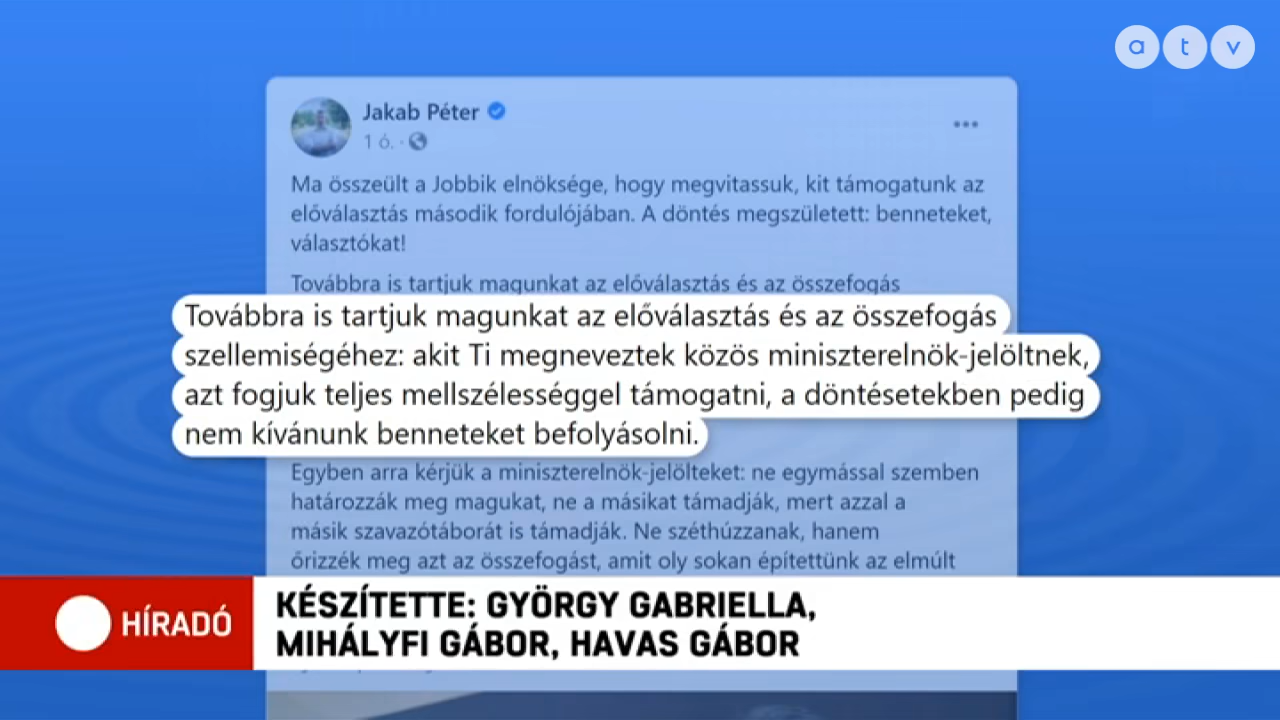 atv
Jakab Péter
1 ó.
Ma összeült a Jobbik elnöksége, hogy megvitassuk, kit támogatunk az
előválasztás második fordulójában. A döntés megszületett: benneteket,
választókat!
Továbbra is tartjuk magunkat az előválasztás és az összefogás
Továbbra is tartjuk magunkat az előválasztás és az összefogás
szellemiségéhez: akit Ti megneveztek közös miniszterelnök-jelöltnek,
azt fogjuk teljes mellszélességgel támogatni, a döntésetekben pedig
nem kívánunk benneteket befolyásolni.
Egyben arra kérjük a miniszterelnök-jelölteket: ne egymással szemben
határozzák meg magukat, ne a másikat támadják, mert azzal a
másik szavazótáborát is támadják. Ne széthúzzanak, hanem
őrizzék meg azt az összefogást, amit oly sokan építettünk az elmúlt
HÍRADÓ
KÉSZÍTETTE: GYÖRGY GABRIELLA,
MIHÁLYFI GÁBOR, HAVAS GÁBOR